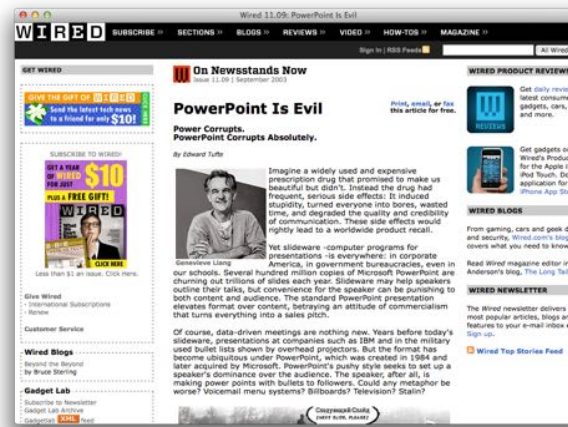 Wired 11.09: PowerPoint Is Evil
WIRED
SUBSCRIBE » SECTIONS » BLOGS » REVIEWS » VIDEO » HOW-TOS » MAGAZINE »
Sign In | RSS Feeds
All Wired
GET WIRED
GIVE THE GIFT OF WIRED
Send the latest tech news
to a friend for only $10!
CLICK HERE
SUBSCRIBE TO WIRED!
GET A YEAR
OF WIRED
FOR JUST
$10
PLUS A FREE GIFT!
WIRED
CLICK HERE
Less than $1 an issue. Click Here.
Give Wired
- International Subscriptions
- Renew
Customer Service
Wired Blogs
Beyond the Beyond
by Bruce Sterling
Gadget Lab
Subscribe to Newsletter
Gadget Lab Archive
Gadgetlab XML feed
On Newsstands Now
Issue 11.09 | September 2003
PowerPoint Is Evil
Print, email, or fax
this article for free.
Power Corrupts.
PowerPoint Corrupts Absolutely.
By Edward Tufte
Imagine a widely used and expensive
prescription drug that promised to make us
beautiful but didn't. Instead the drug had
frequent, serious side effects: It induced
stupidity, turned everyone into bores, wasted
time, and degraded the quality and credibility
of communication. These side effects would
rightly lead to a worldwide product recall.
Genevieve Liang
Yet slideware -computer programs for
presentations -is everywhere: in corporate
America, in government bureaucracies, even in
our schools. Several hundred million copies of Microsoft PowerPoint are
churning out trillions of slides each year. Slideware may help speakers
outline their talks, but convenience for the speaker can be punishing to
both content and audience. The standard PowerPoint presentation
elevates format over content, betraying an attitude of commercialism
that turns everything into a sales pitch.
Of course, data-driven meetings are nothing new. Years before today's
slideware, presentations at companies such as IBM and in the military
used bullet lists shown by overhead projectors. But the format has
become ubiquitous under PowerPoint, which was created in 1984 and
later acquired by Microsoft. PowerPoint's pushy style seeks to set up a
speaker's dominance over the audience. The speaker, after all, is
making power points with bullets to followers. Could any metaphor be
worse? Voicemail menu systems? Billboards? Television? Stalin?
Следующий Слайд
(NEXT SLIDE, PLEASE)
WIRED PRODUCT REVIEWS
REVIEWS
Get daily revie
latest consume
gadgets, cars,
and more.
Get gadgets o
Wired's Produc
for the Apple i
iPod Touch. Do
application for
iPhone App Sto
WIRED BLOGS
From gaming, cars and geek d
and security, Wired.com's blog
covers what you need to know
Read Wired magazine editor in
Anderson's blog, The Long Tail
WIRED NEWSLETTER
The Wired newsletter delivers
most popular articles, blogs an
features to your e-mail inbox e
Sign up.
Wired Top Stories Feed